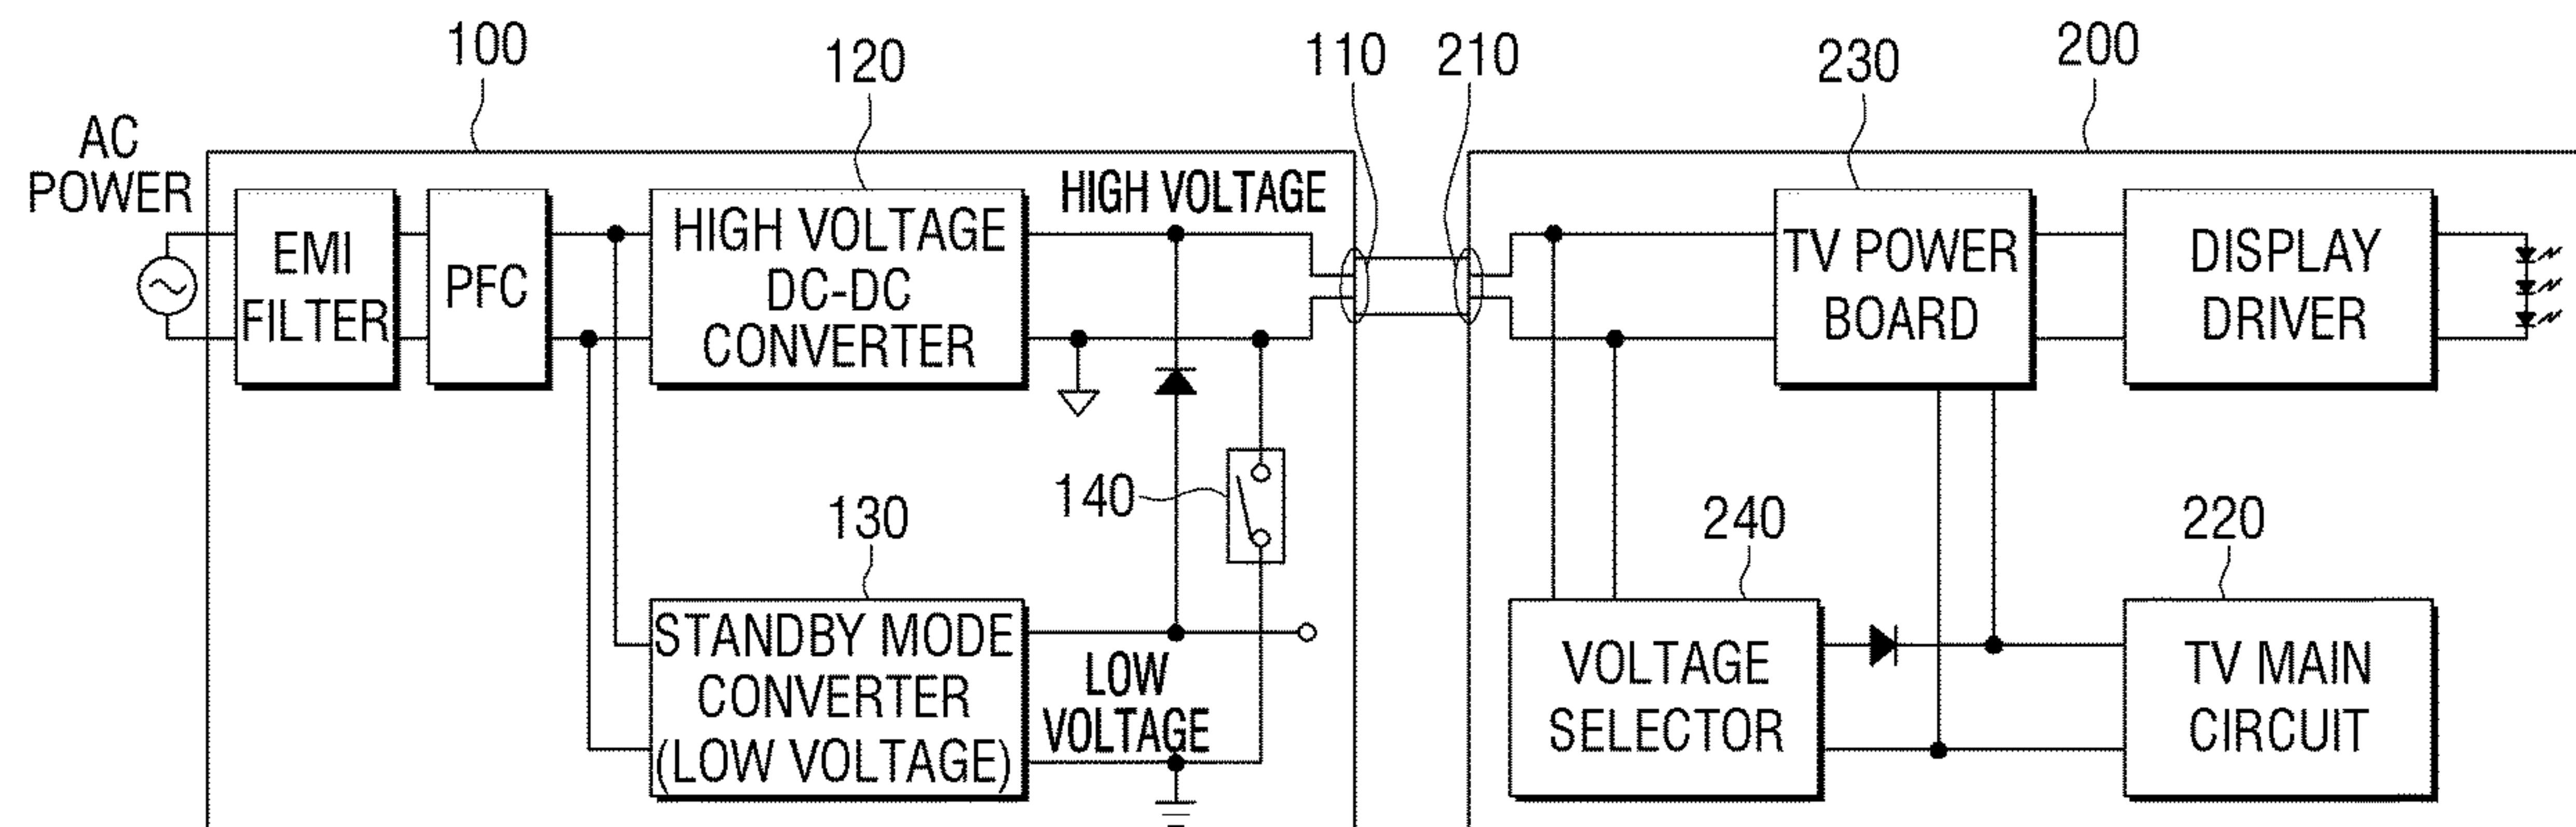 100
120
110
210
230
200
AC
POWER
EMI
FILTER
PFC
HIGH VOLTAGE
DC-DC
CONVERTER
HIGH VOLTAGE
TV POWER
BOARD
DISPLAY
DRIVER
140
130
240
220
STANDBY MODE
CONVERTER
(LOW VOLTAGE)
LOW
VOLTAGE
VOLTAGE
SELECTOR
TV MAIN
CIRCUIT